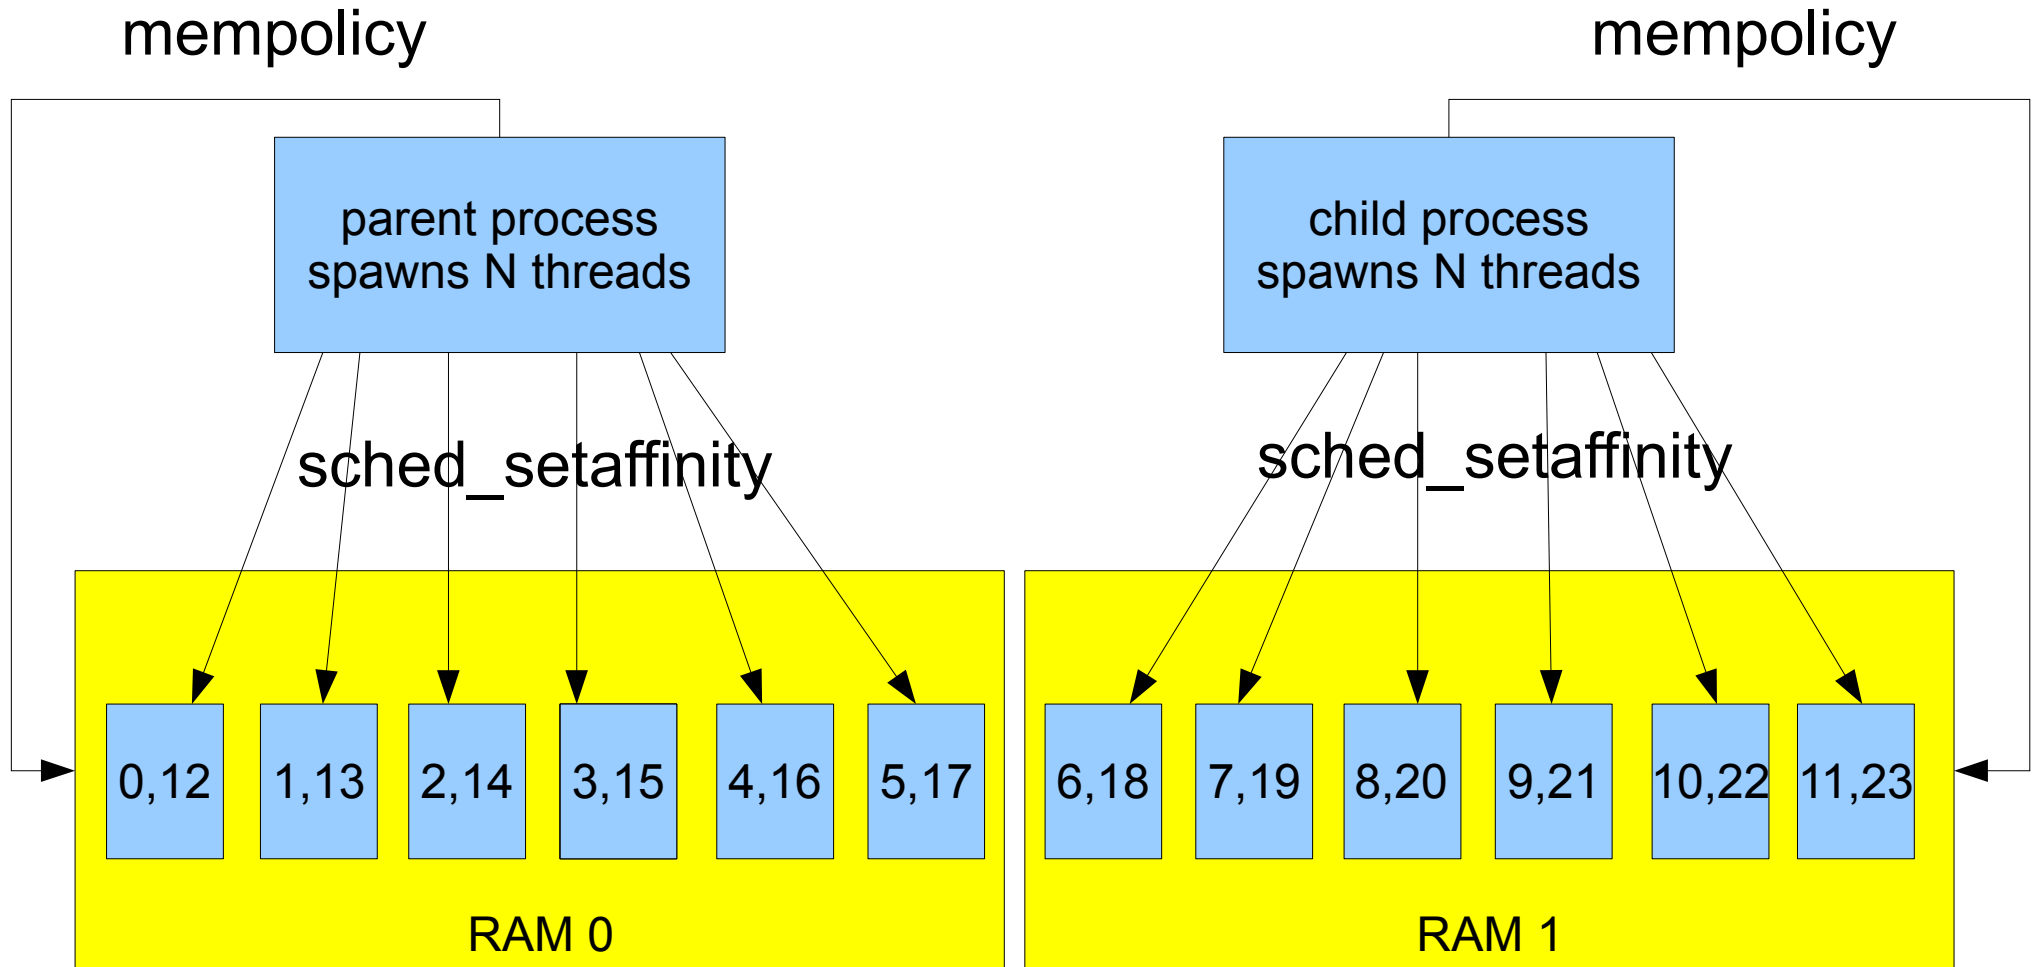 mempolicy
mempolicy
parent process
spawns N threads
child process
spawns N threads
sched_setaffinity
sched_setaffinity
0,12
1,13
2,14
3,15
4,16
5,17
6,18
7,19
8,20
9,21
10,22
11,23
RAM 0
RAM 1